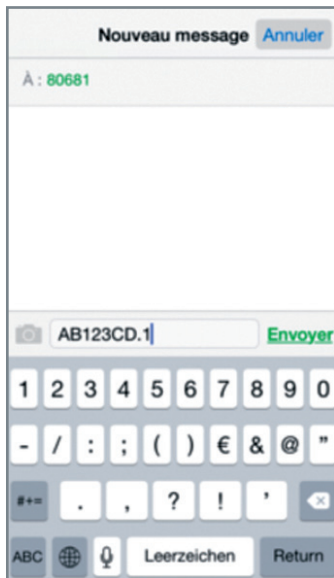 Nouveau message Annuler
À : 80681
AB123CD.1 Envoyer
1 2 3 4 5 6 7 8 9 0
- / : ; ( ) € & @ "
#+= . , ? ! '
ABC Leerzeichen Return